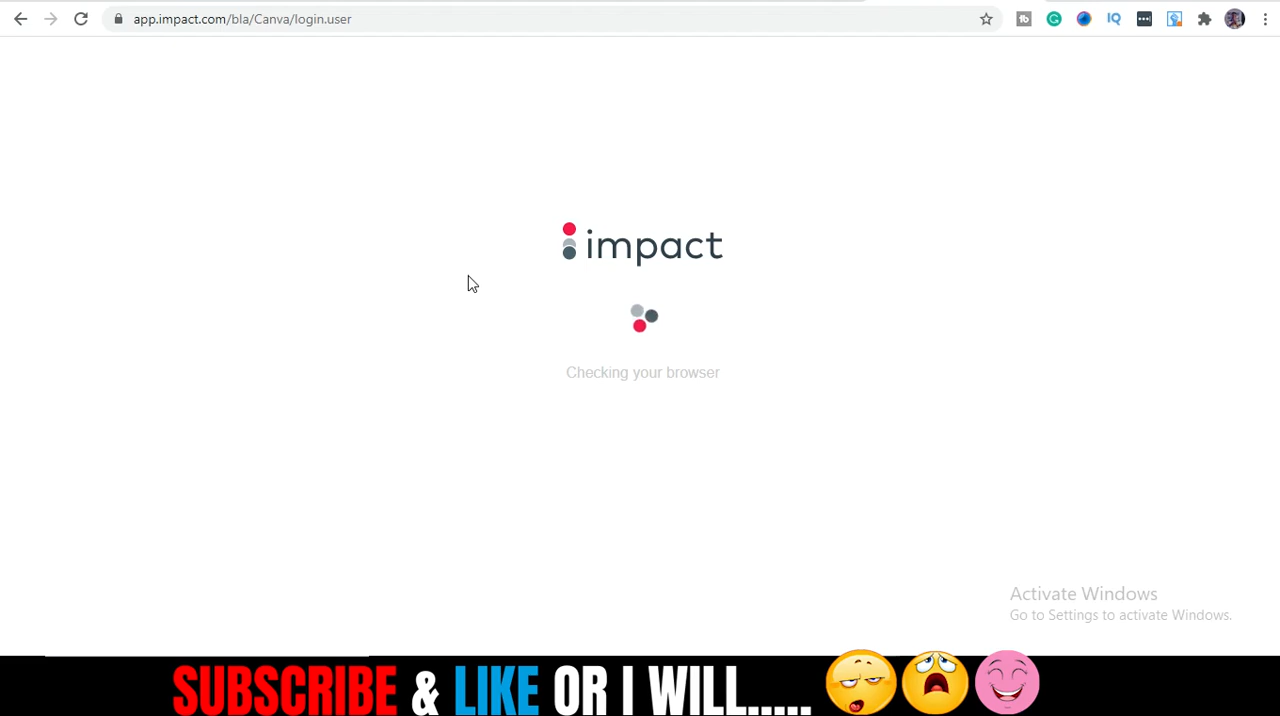 app.impact.com/bla/Canva/login.user
impact
Checking your browser
Activate Windows
Go to Settings to activate Windows.
SUBSCRIBE & LIKE OR I WILL.....